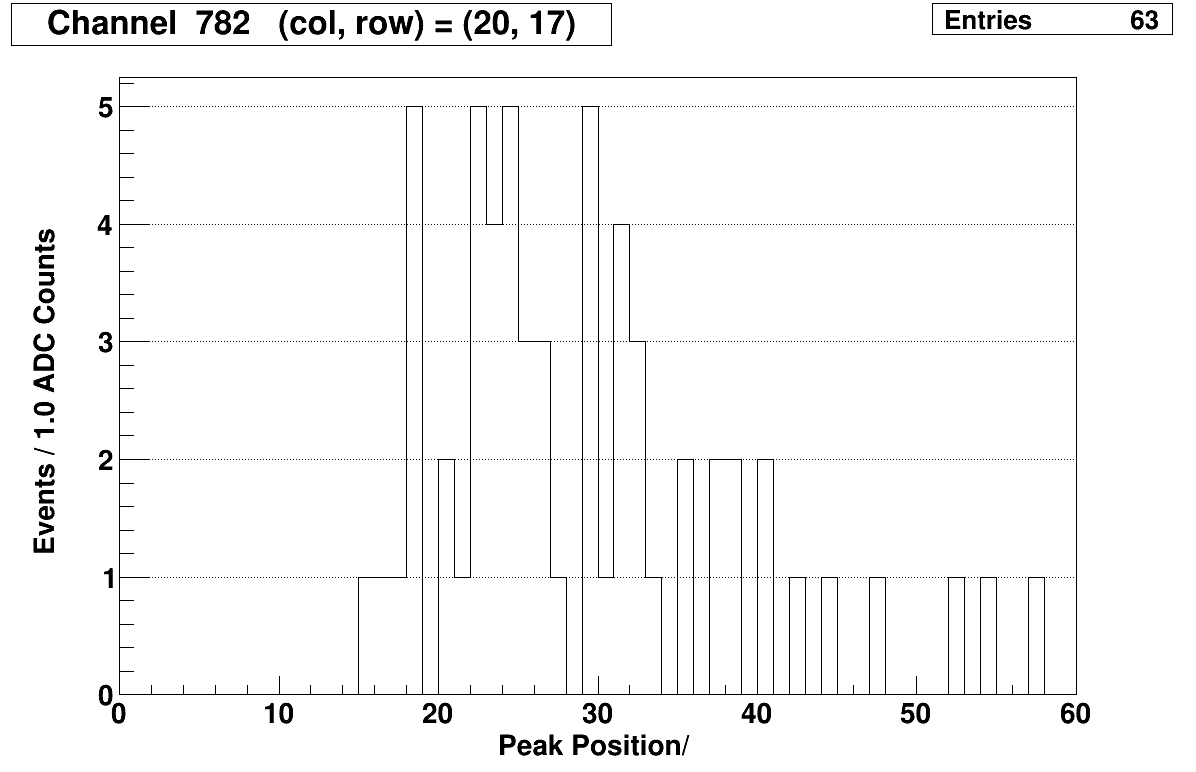 Channel 782 (col, row) = (20, 17)
Entries 63
Events / 1.0 ADC Counts
5
4
3
2
1
0
0 10 20 30 40 50 60
Peak Position/